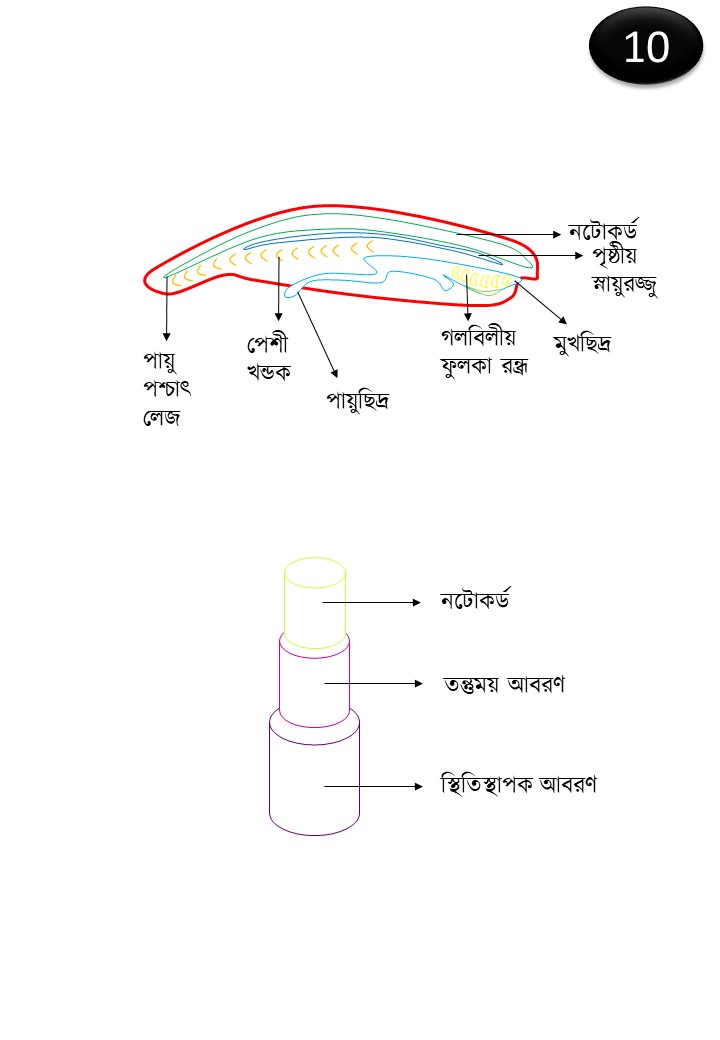 10
নটোকর্ড
পৃষ্ঠীয়
স্নায়ুরজ্জু
গলবিলীয়
ফুলকা রন্ধ্র
মুখছিদ্র
পেশী
খন্ডক
পায়ু
পশ্চাৎ
লেজ
পায়ুছিদ্র
নটোকর্ড
তন্তুময় আবরণ
স্থিতিস্থাপক আবরণ